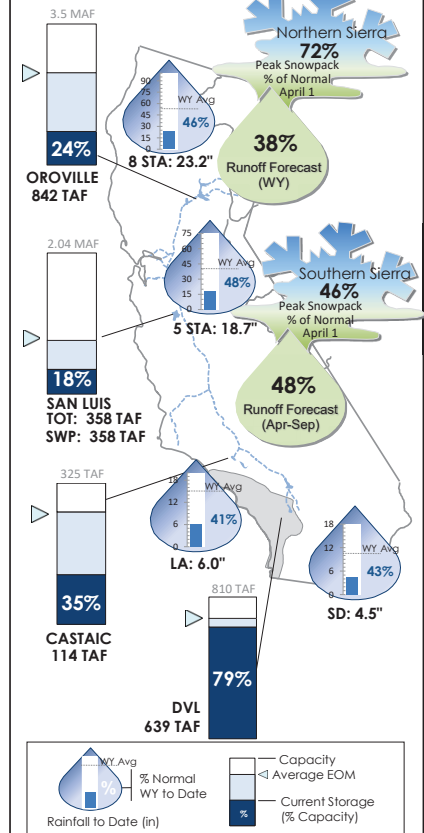 3.5 MAF
24%
OROVILLE
842 TAF
90
75
60
45
30
15
0
WY Avg
46%
8 STA: 23.2"
Northern Sierra
72%
Peak Snowpack
% of Normal
April 1
38%
Runoff Forecast
(WY)
2.04 MAF
18%
SAN LUIS
TOT: 358 TAF
SWP: 358 TAF
75
60
45
30
15
0
WY Avg
48%
5 STA: 18.7"
Southern Sierra
46%
Peak Snowpack
% of Normal
April 1
48%
Runoff Forecast
(Apr-Sep)
325 TAF
35%
CASTAIC
114 TAF
18
12
6
0
WY Avg
41%
LA: 6.0"
18
12
6
0
WY Avg
43%
SD: 4.5"
810 TAF
79%
DVL
639 TAF
WY Avg
%
% Normal
WY to Date
Rainfall to Date (in)
Capacity
Average EOM
%
Current Storage
(% Capacity)